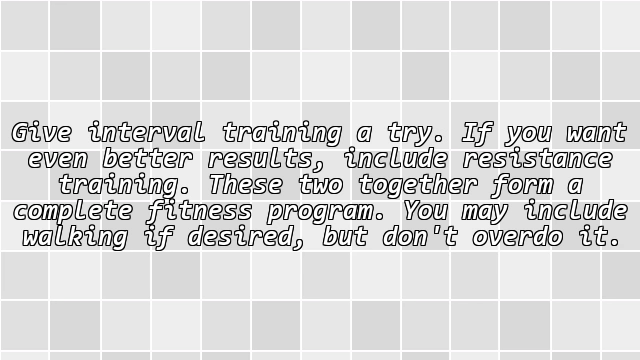 Give interval training a try. If you want
even better results, include resistance
training. These two together form a
complete fitness program. You may include
walking if desired, but don't overdo it.